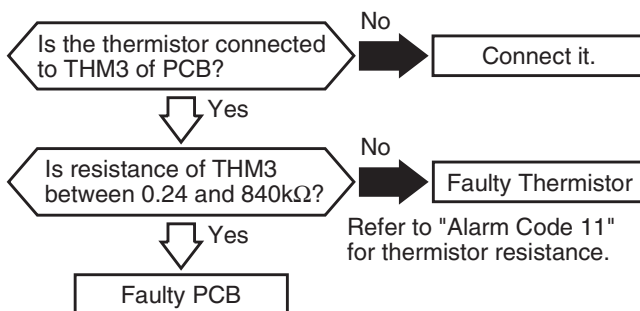 No
Is the thermistor connected
to THM3 of PCB?
Connect it.
Yes
No
Is resistance of THM3
between 0.24 and 840kΩ?
Faulty Thermistor
Refer to "Alarm Code 11"
for thermistor resistance.
Yes
Faulty PCB